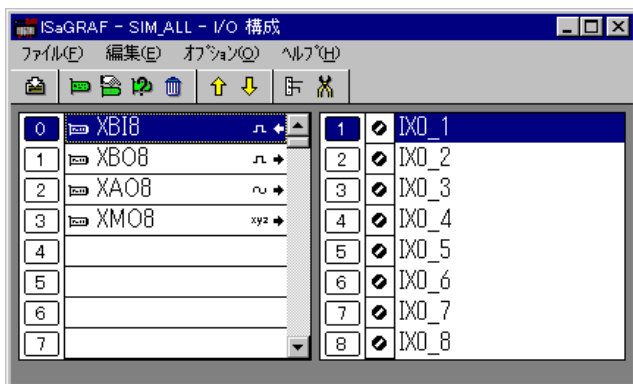 ISaGRAF - SIM_ALL - I/O 構成
ファイル(F) 編集(E) オプション(O) ヘルプ(H)
0 XBI8
1 XBO8
2 XAO8
3 XMO8 xyz
4
5
6
7
1 IX0_1
2 IX0_2
3 IX0_3
4 IX0_4
5 IX0_5
6 IX0_6
7 IX0_7
8 IX0_8